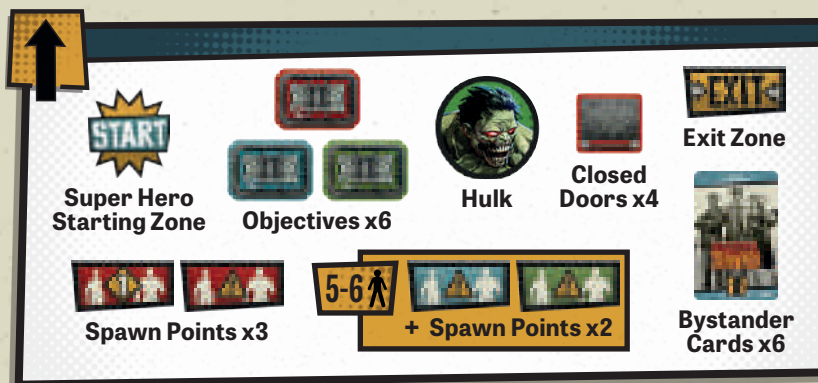 START
Super Hero
Starting Zone
Objectives x6
Hulk
Closed
Doors x4
EXIT
Exit Zone
1
Spawn Points x3
5-6
+ Spawn Points x2
Bystander
Cards x6